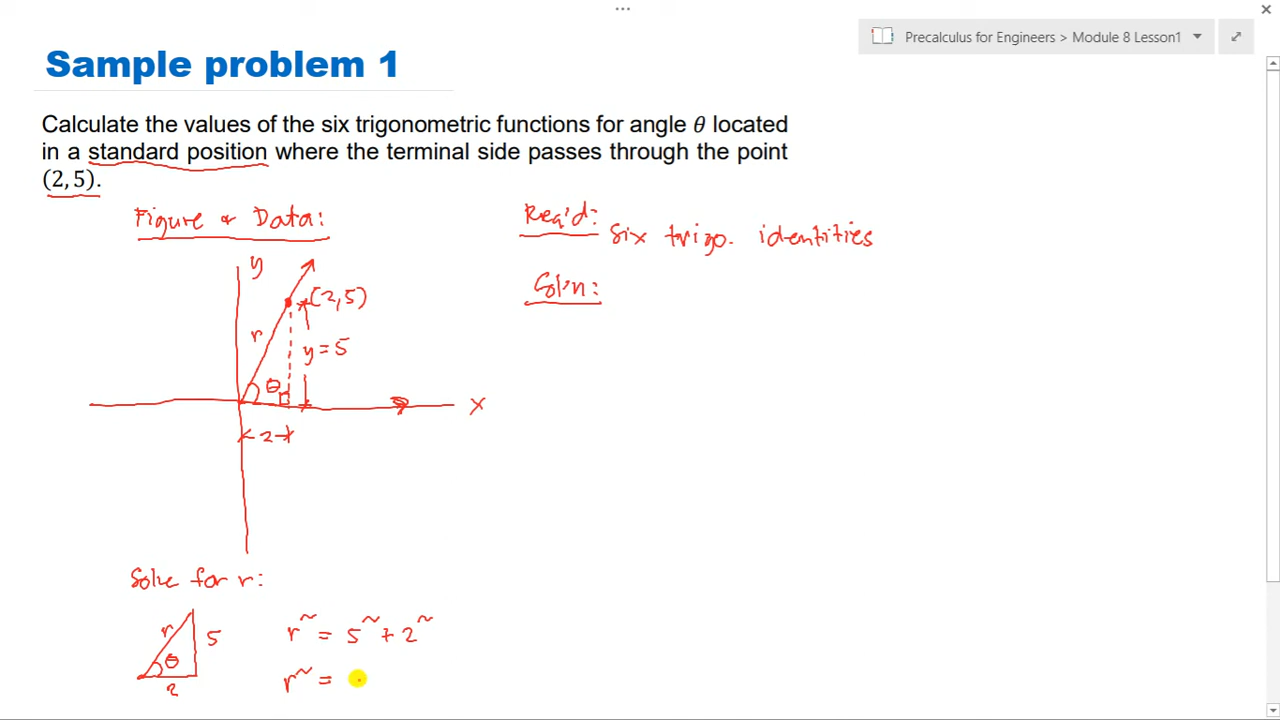 Precalculus for Engineers > Module 8 Lesson1
Sample problem 1
Calculate the values of the six trigonometric functions for angle θ located
in a standard position where the terminal side passes through the point
(2, 5).
Figure & Data:
y
(2, 5)
r
y = 5
θ
x
2
Req'd: Six trigo. identities
Sol'n:
Solve for r:
r
5
θ
2
r² = 5² + 2²
r² =